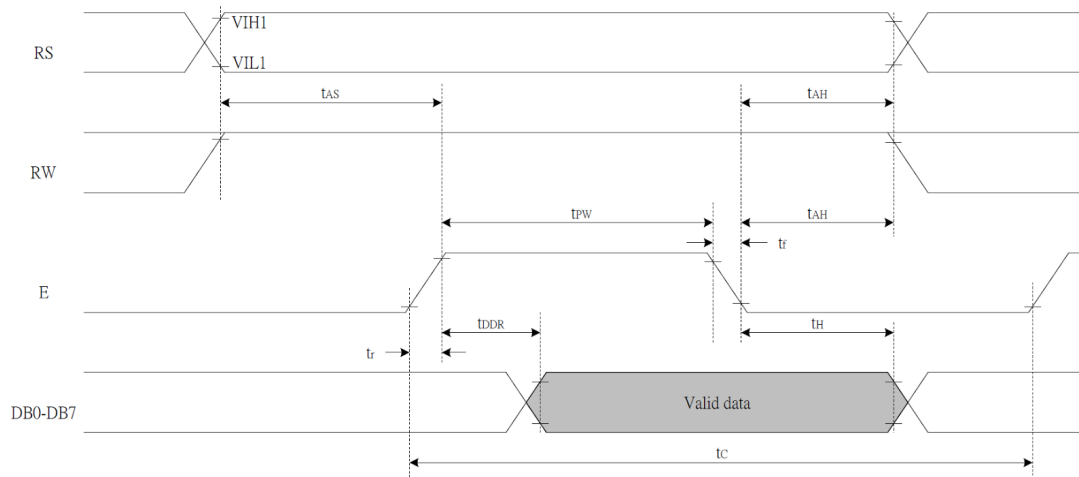 RS
VIH1
VIL1
tAS
tAH
RW
tPW
tAH
tf
E
tDDR
tH
tr
DB0-DB7
Valid data
tC